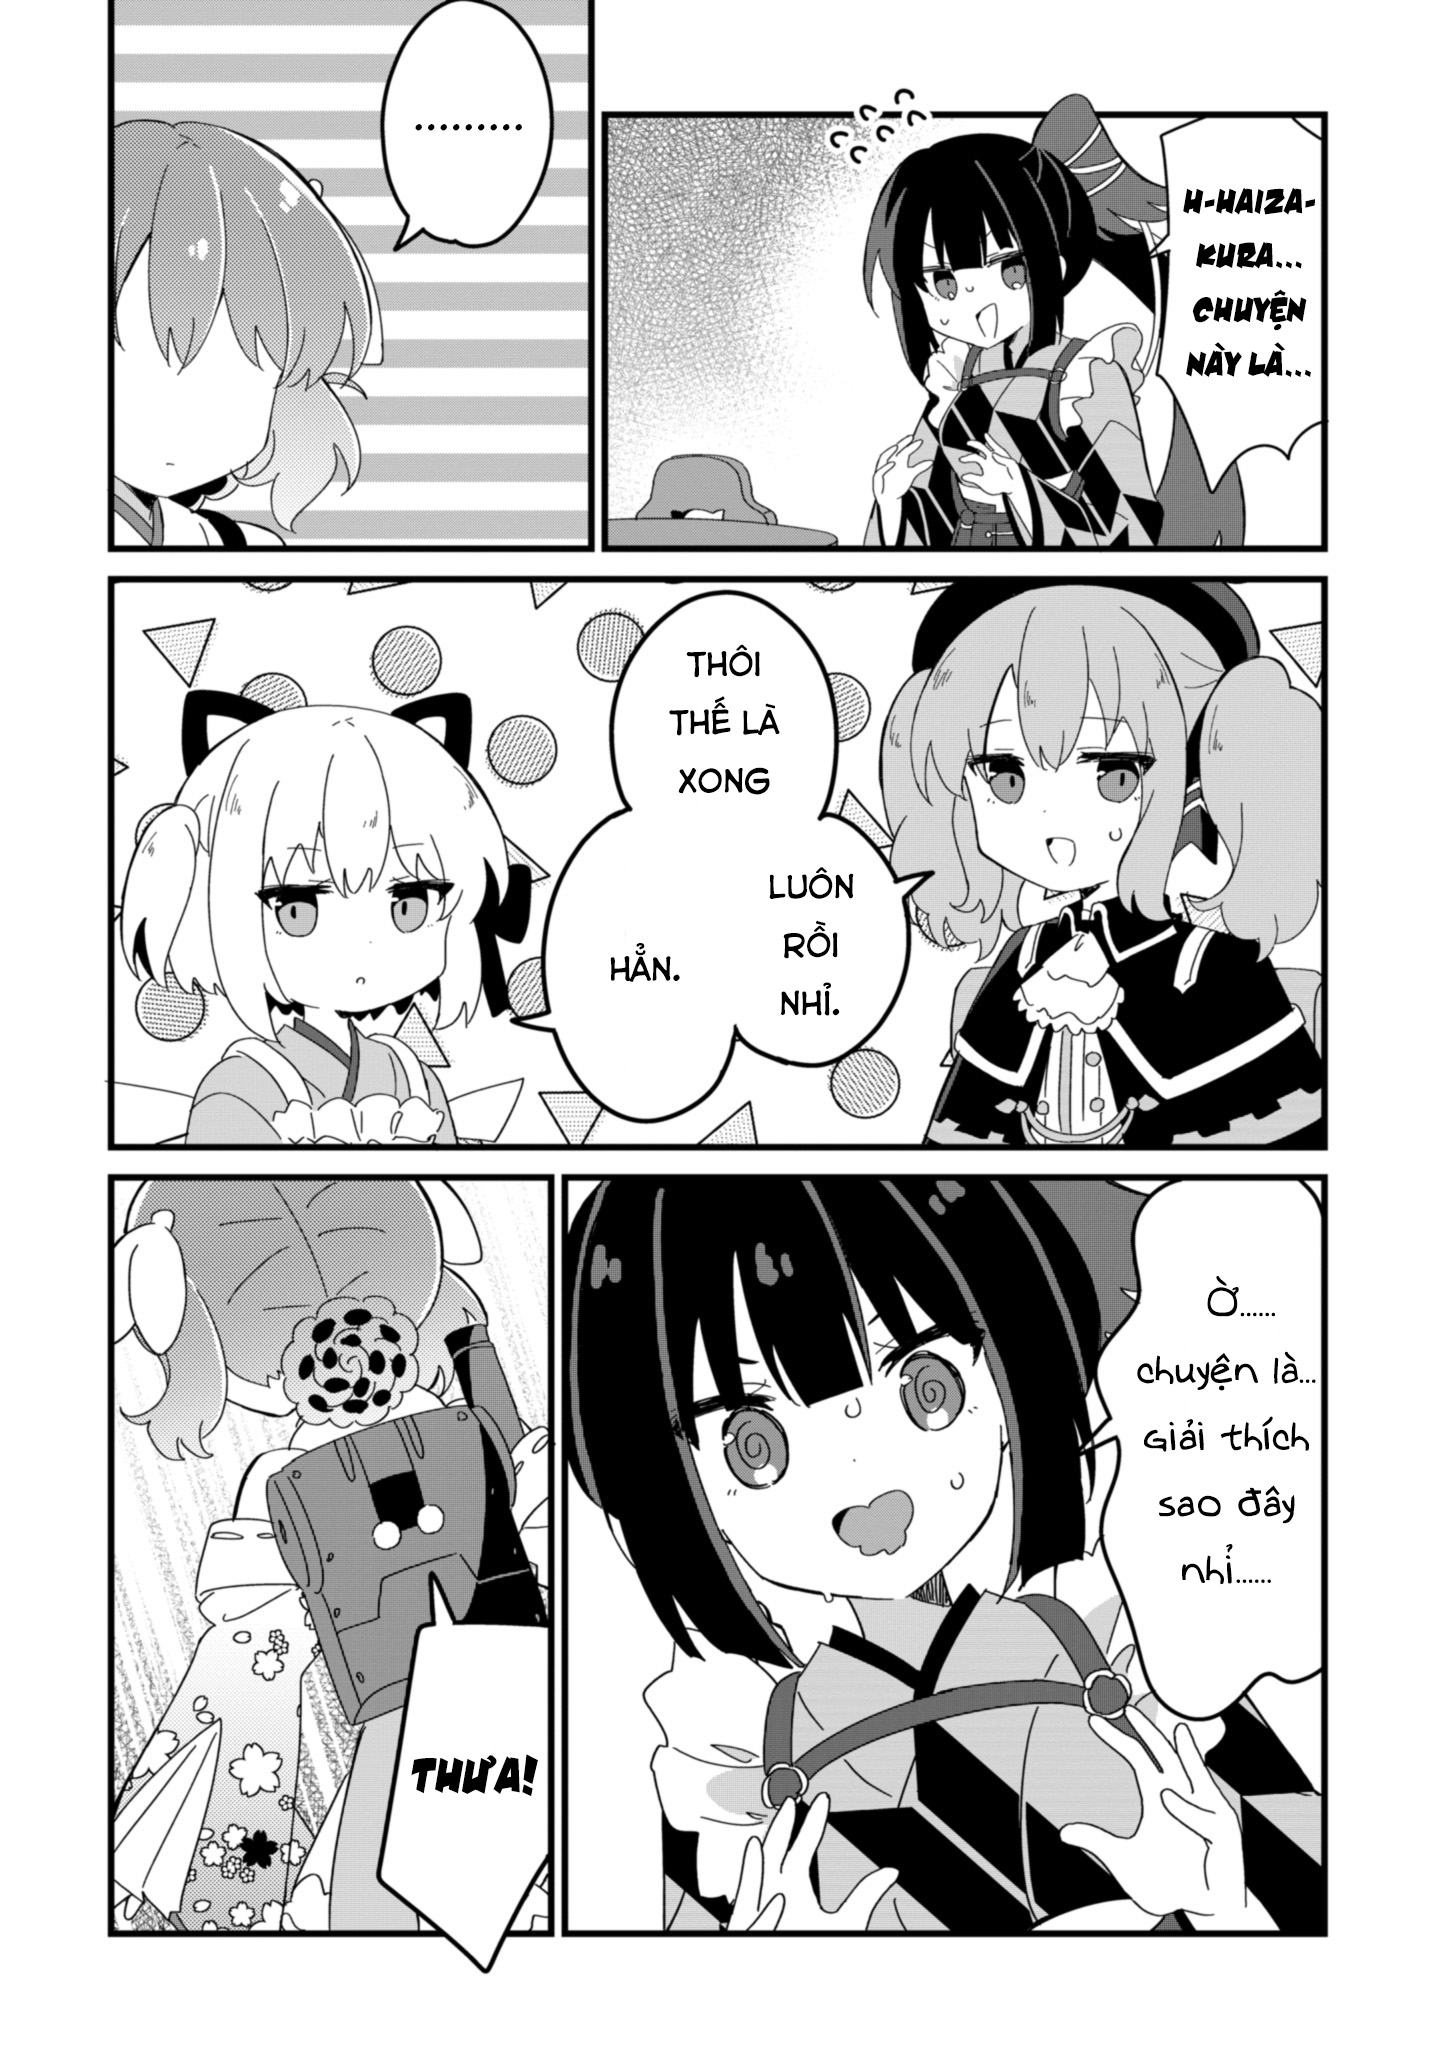 H-HAIZA-
KURA...
CHUYỆN
NÀY LÀ...
.........
THÔI
THẾ LÀ
XONG
LUÔN
RỒI
NHỈ.
HẲN.
Ờ......
chuyện là...
Giải thích
sao đây
nhỉ......
THƯA!